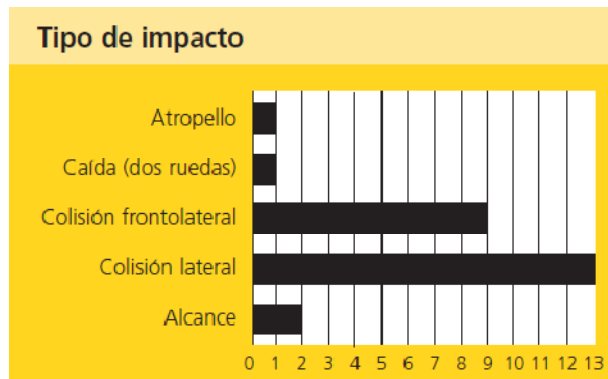 Tipo de impacto
Atropello
Caída (dos ruedas)
Colisión frontolateral
Colisión lateral
Alcance
0 1 2 3 4 5 6 7 8 9 10 11 12 13